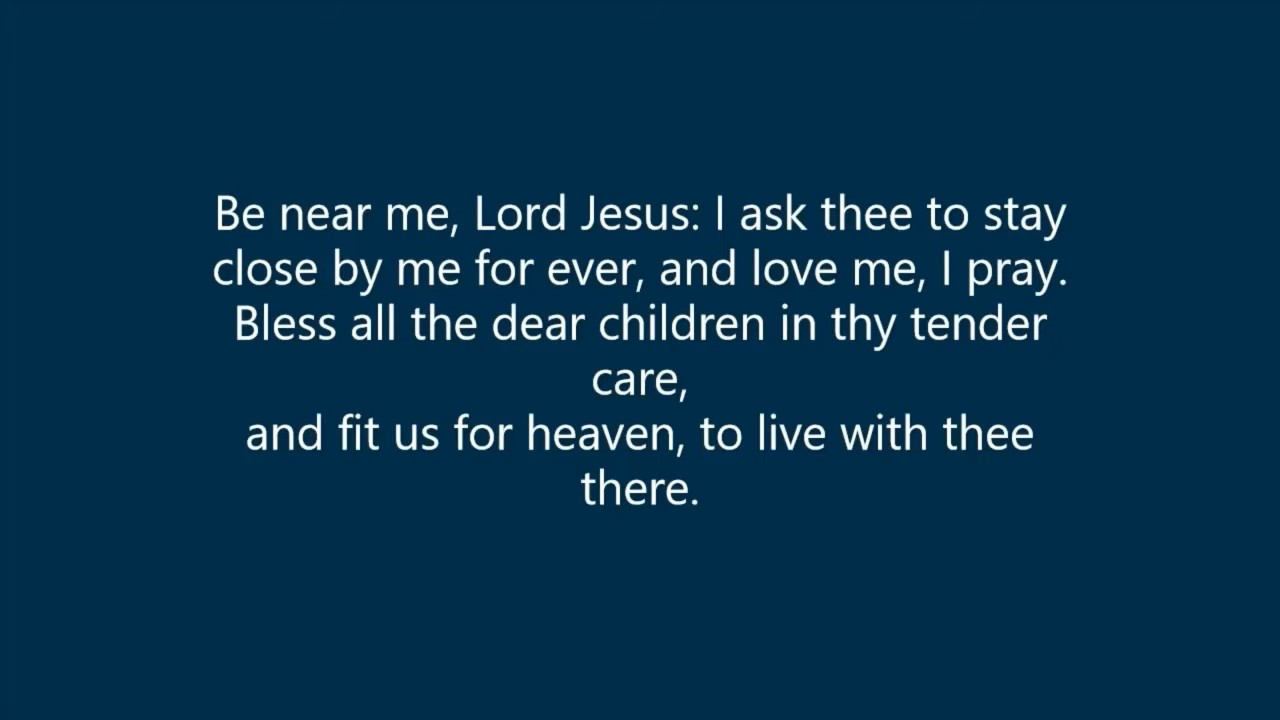 Be near me, Lord Jesus: I ask thee to stay
close by me for ever, and love me, I pray.
Bless all the dear children in thy tender
care,
and fit us for heaven, to live with thee
there.